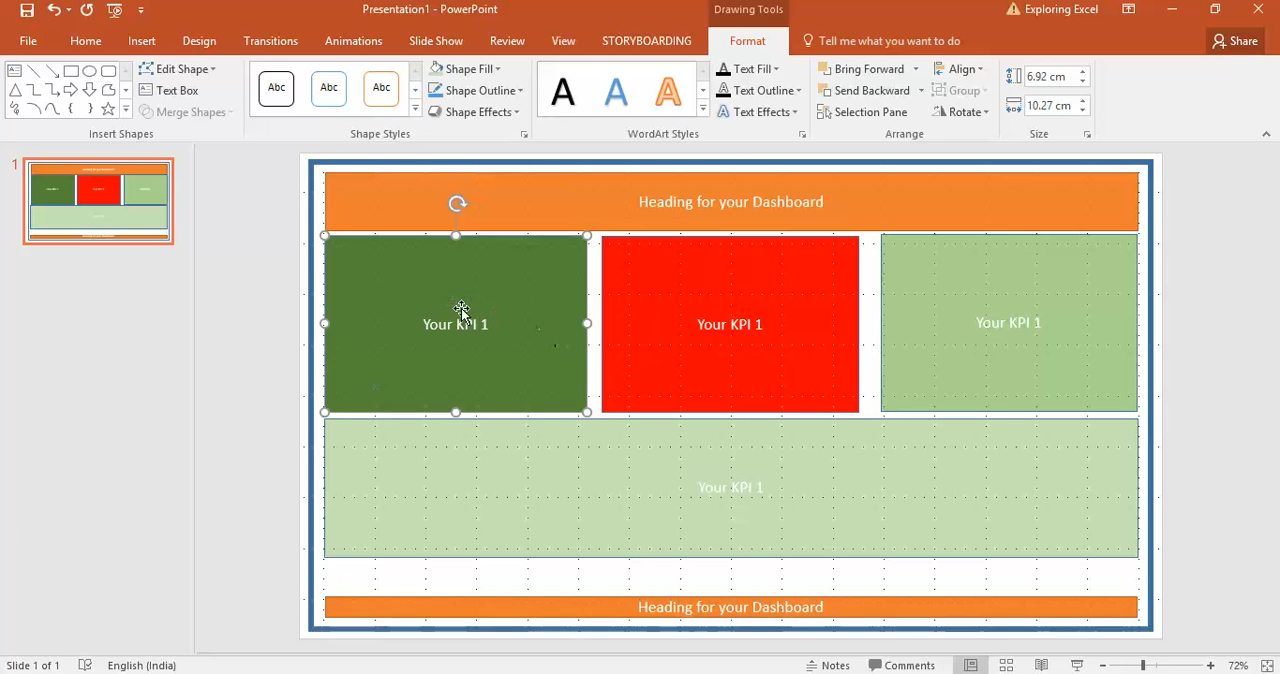 Presentation1 - PowerPoint
Drawing Tools
Exploring Excel
File
Home
Insert
Design
Transitions
Animations
Slide Show
Review
View
STORYBOARDING
Format
Tell me what you want to do
Share
Edit Shape
Text Box
Merge Shapes
Insert Shapes
Abc
Abc
Abc
Shape Fill
Shape Outline
Shape Effects
Shape Styles
A
A
A
Text Fill
Text Outline
Text Effects
WordArt Styles
Bring Forward
Send Backward
Selection Pane
Align
Group
Rotate
Arrange
6.92 cm
10.27 cm
Size
1
Heading for your Dashboard
Your KPI 1
Your KPI 1
Your KPI 1
Your KPI 1
Heading for your Dashboard
Slide 1 of 1
English (India)
Notes
Comments
72%